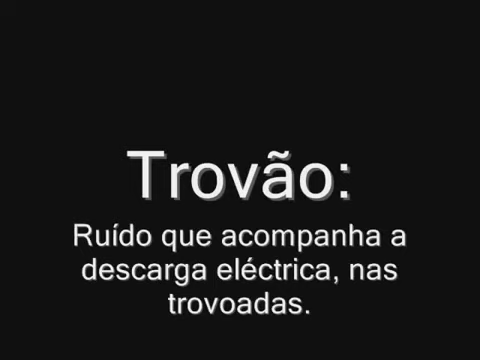 Trovão:
Ruído que acompanha a
descarga eléctrica, nas
trovoadas.